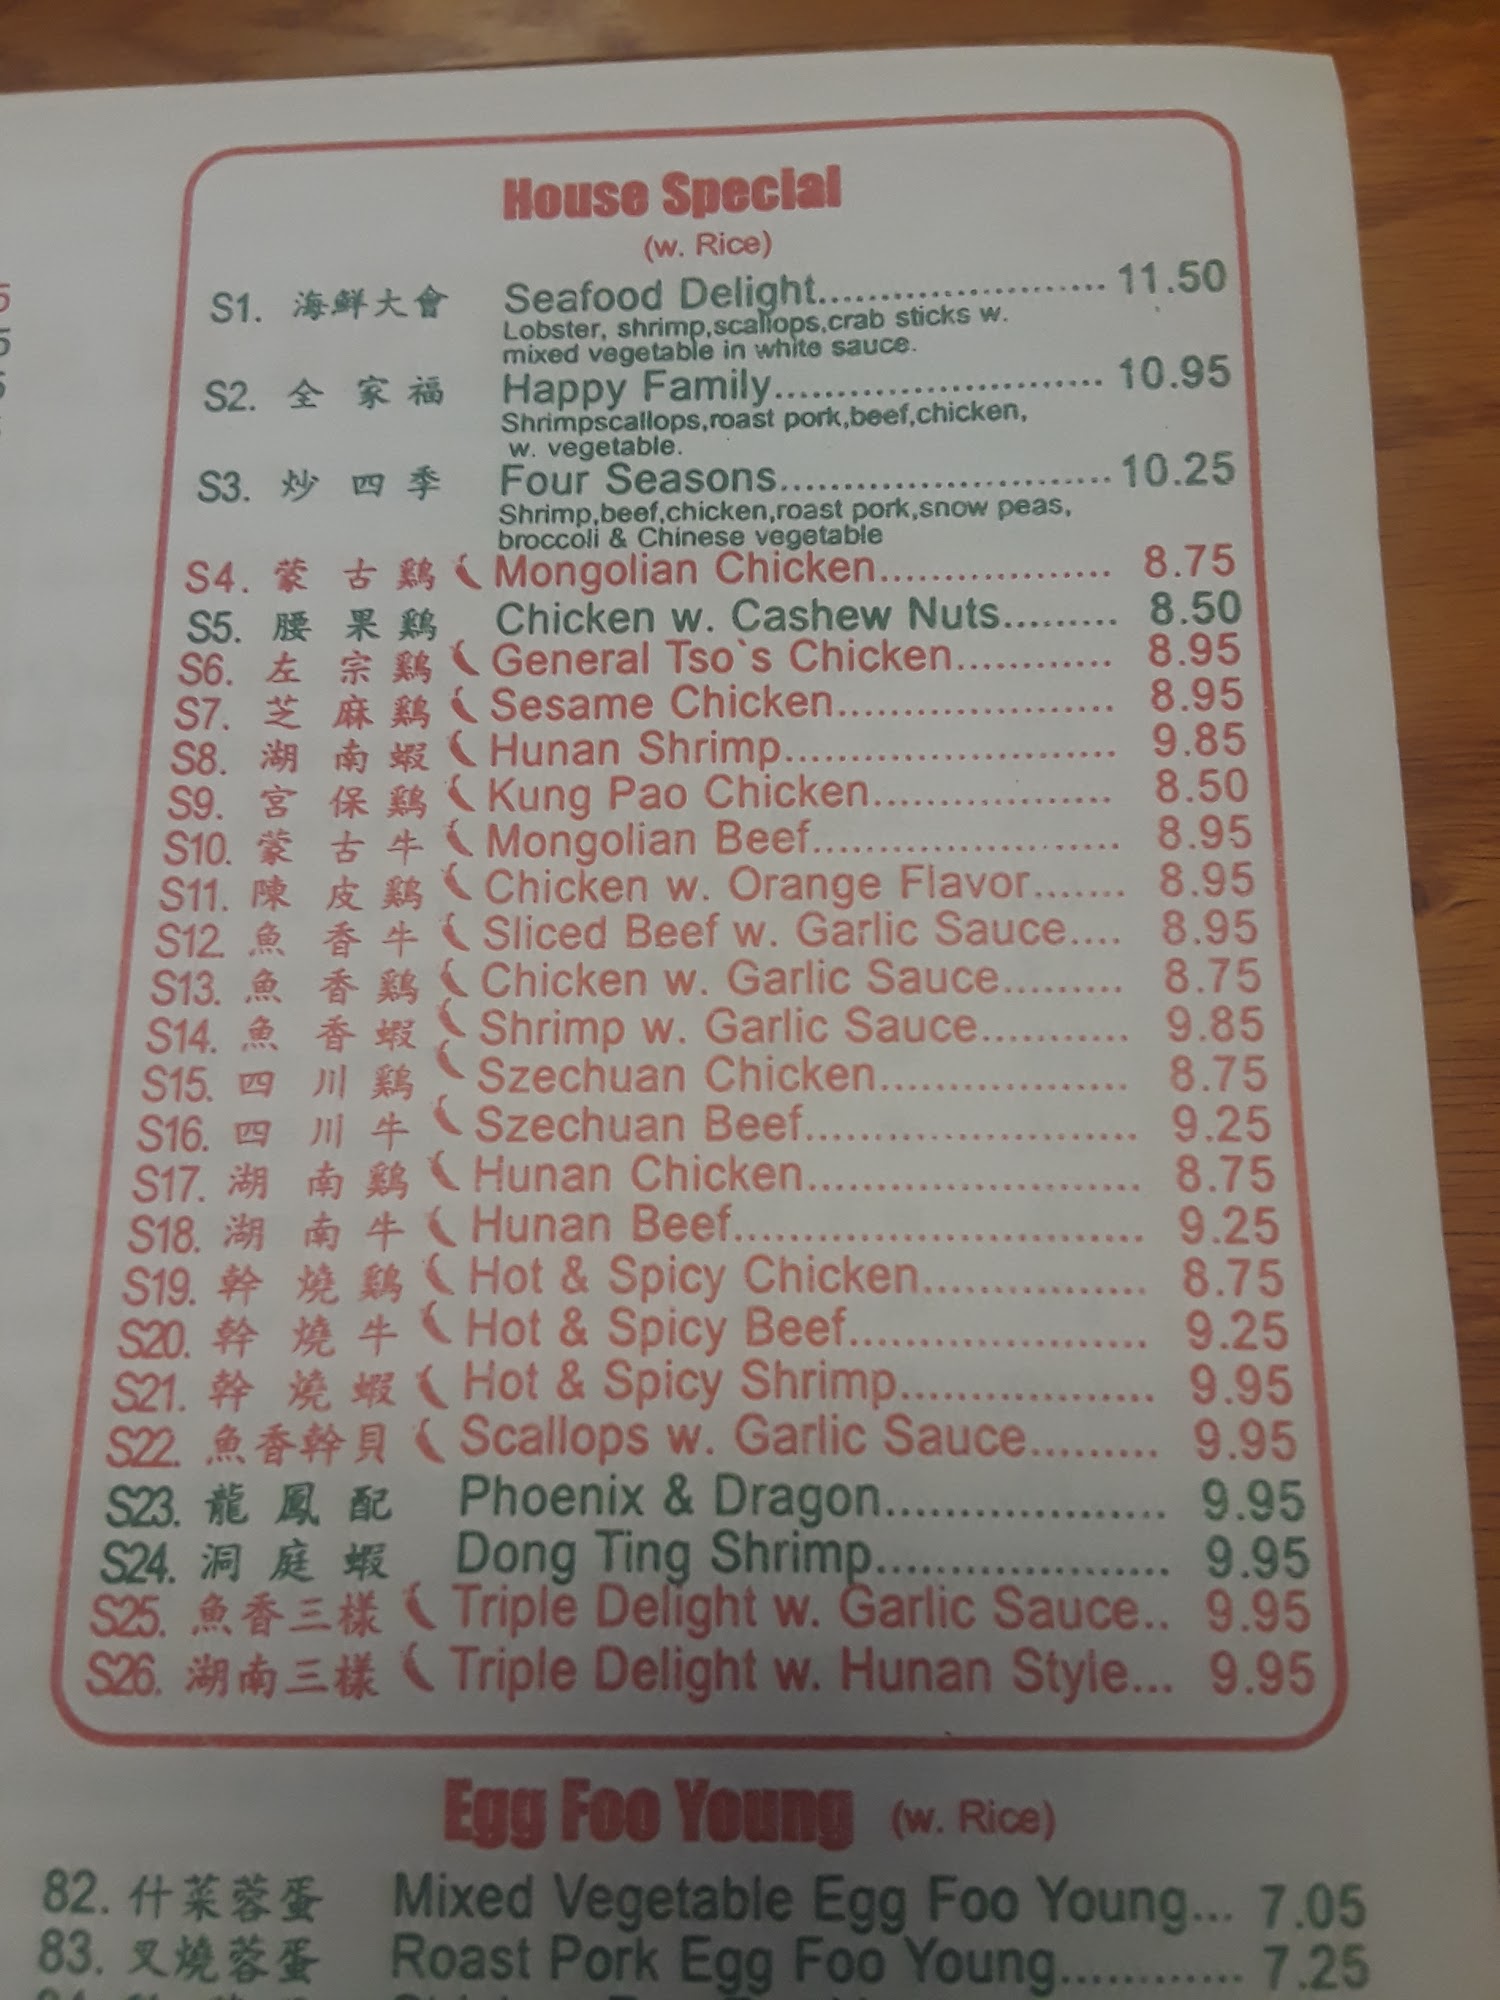 House Special
(w. Rice)
S1. 海鮮大會 Seafood Delight........................ 11.50
Lobster, shrimp,scallops,crab sticks w.
mixed vegetable in white sauce.
S2. 全家福 Happy Family.......................... 10.95
Shrimpscallops,roast pork,beef,chicken,
w. vegetable.
S3. 炒四季 Four Seasons.......................... 10.25
Shrimp,beef,chicken,roast pork,snow peas,
broccoli & Chinese vegetable
S4. 蒙古鷄 Mongolian Chicken.................. 8.75
S5. 腰果鷄 Chicken w. Cashew Nuts......... 8.50
S6. 左宗鷄 General Tso`s Chicken............ 8.95
S7. 芝麻鷄 Sesame Chicken...................... 8.95
S8. 湖南蝦 Hunan Shrimp.......................... 9.85
S9. 宮保鷄 Kung Pao Chicken................... 8.50
S10. 蒙古牛 Mongolian Beef........................ 8.95
S11. 陳皮鷄 Chicken w. Orange Flavor....... 8.95
S12. 魚香牛 Sliced Beef w. Garlic Sauce.... 8.95
S13. 魚香鷄 Chicken w. Garlic Sauce......... 8.75
S14. 魚香蝦 Shrimp w. Garlic Sauce........... 9.85
S15. 四川鷄 Szechuan Chicken................... 8.75
S16. 四川牛 Szechuan Beef......................... 9.25
S17. 湖南鷄 Hunan Chicken......................... 8.75
S18. 湖南牛 Hunan Beef.............................. 9.25
S19. 幹燒鷄 Hot & Spicy Chicken................. 8.75
S20. 幹燒牛 Hot & Spicy Beef...................... 9.25
S21. 幹燒蝦 Hot & Spicy Shrimp................... 9.95
S22. 魚香幹貝 Scallops w. Garlic Sauce......... 9.95
S23. 龍鳳配 Phoenix & Dragon.................... 9.95
S24. 洞庭蝦 Dong Ting Shrimp..................... 9.95
S25. 魚香三樣 Triple Delight w. Garlic Sauce.. 9.95
S26. 湖南三樣 Triple Delight w. Hunan Style... 9.95
Egg Foo Young (w. Rice)
82. 什菜蓉蛋 Mixed Vegetable Egg Foo Young... 7.05
83. 叉燒蓉蛋 Roast Pork Egg Foo Young............ 7.25